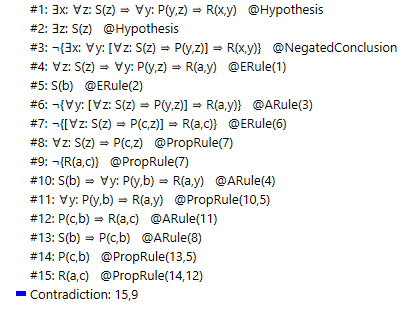 #1: ∃x: ∀z: S(z) ⇒ ∀y: P(y,z) ⇒ R(x,y) @Hypothesis
#2: ∃z: S(z) @Hypothesis
#3: ¬{∃x: ∀y: [∀z: S(z) ⇒ P(y,z)] ⇒ R(x,y)} @NegatedConclusion
#4: ∀z: S(z) ⇒ ∀y: P(y,z) ⇒ R(a,y) @ERule(1)
#5: S(b) @ERule(2)
#6: ¬{∀y: [∀z: S(z) ⇒ P(y,z)] ⇒ R(a,y)} @ARule(3)
#7: ¬{[∀z: S(z) ⇒ P(c,z)] ⇒ R(a,c)} @ERule(6)
#8: ∀z: S(z) ⇒ P(c,z) @PropRule(7)
#9: ¬{R(a,c)} @PropRule(7)
#10: S(b) ⇒ ∀y: P(y,b) ⇒ R(a,y) @ARule(4)
#11: ∀y: P(y,b) ⇒ R(a,y) @PropRule(10,5)
#12: P(c,b) ⇒ R(a,c) @ARule(11)
#13: S(b) ⇒ P(c,b) @ARule(8)
#14: P(c,b) @PropRule(13,5)
#15: R(a,c) @PropRule(14,12)
Contradiction: 15,9